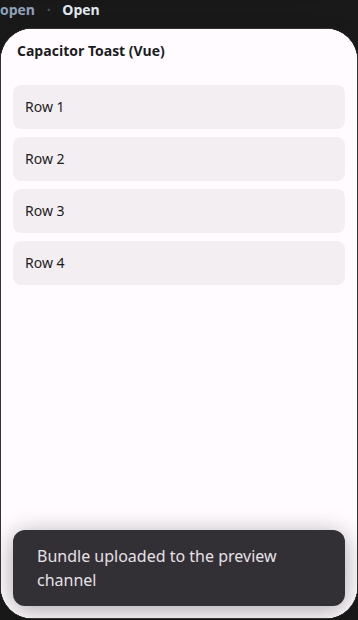 open · Open
Capacitor Toast (Vue)
Row 1
Row 2
Row 3
Row 4
Bundle uploaded to the preview
channel